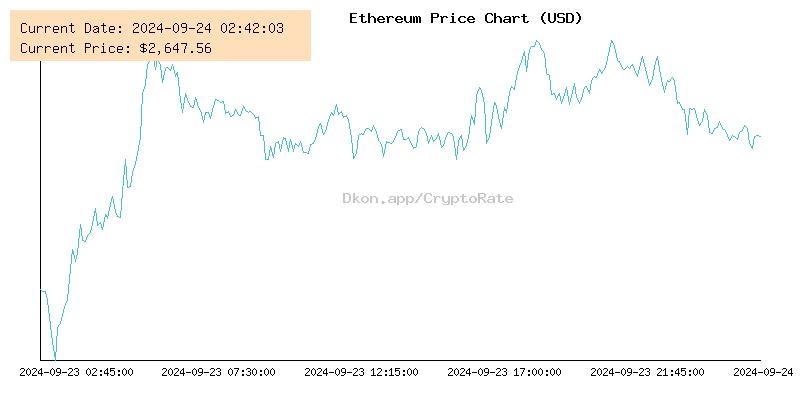 Ethereum Price Chart (USD)
Current Date: 2024-09-24 02:42:03
Current Price: $2,647.56
Dkon.app/CryptoRate
2024-09-23 02:45:00 2024-09-23 07:30:00 2024-09-23 12:15:00 2024-09-23 17:00:00 2024-09-23 21:45:00 2024-09-24